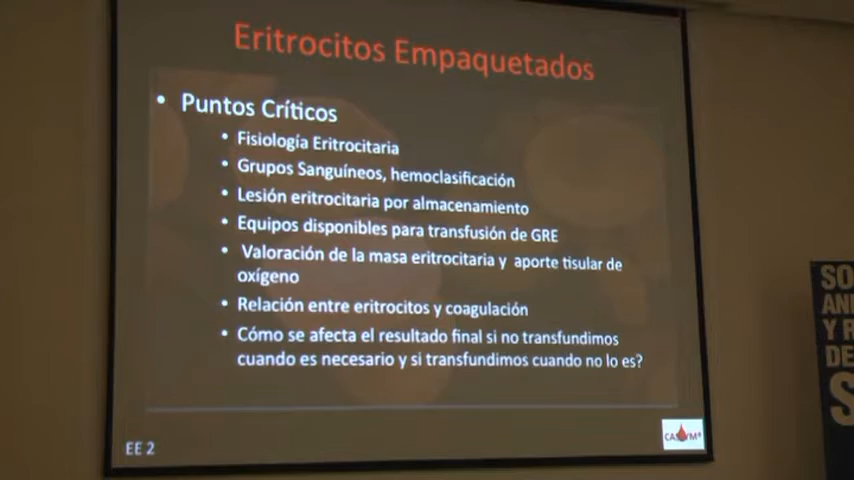 Eritrocitos Empaquetados
• Puntos Críticos
• Fisiología Eritrocitaria
• Grupos Sanguíneos, hemoclasificación
• Lesión eritrocitaria por almacenamiento
• Equipos disponibles para transfusión de GRE
• Valoración de la masa eritrocitaria y aporte tisular de
oxígeno
• Relación entre eritrocitos y coagulación
• Cómo se afecta el resultado final si no transfundimos
cuando es necesario y si transfundimos cuando no lo es?
EE 2
Y R
DE
S